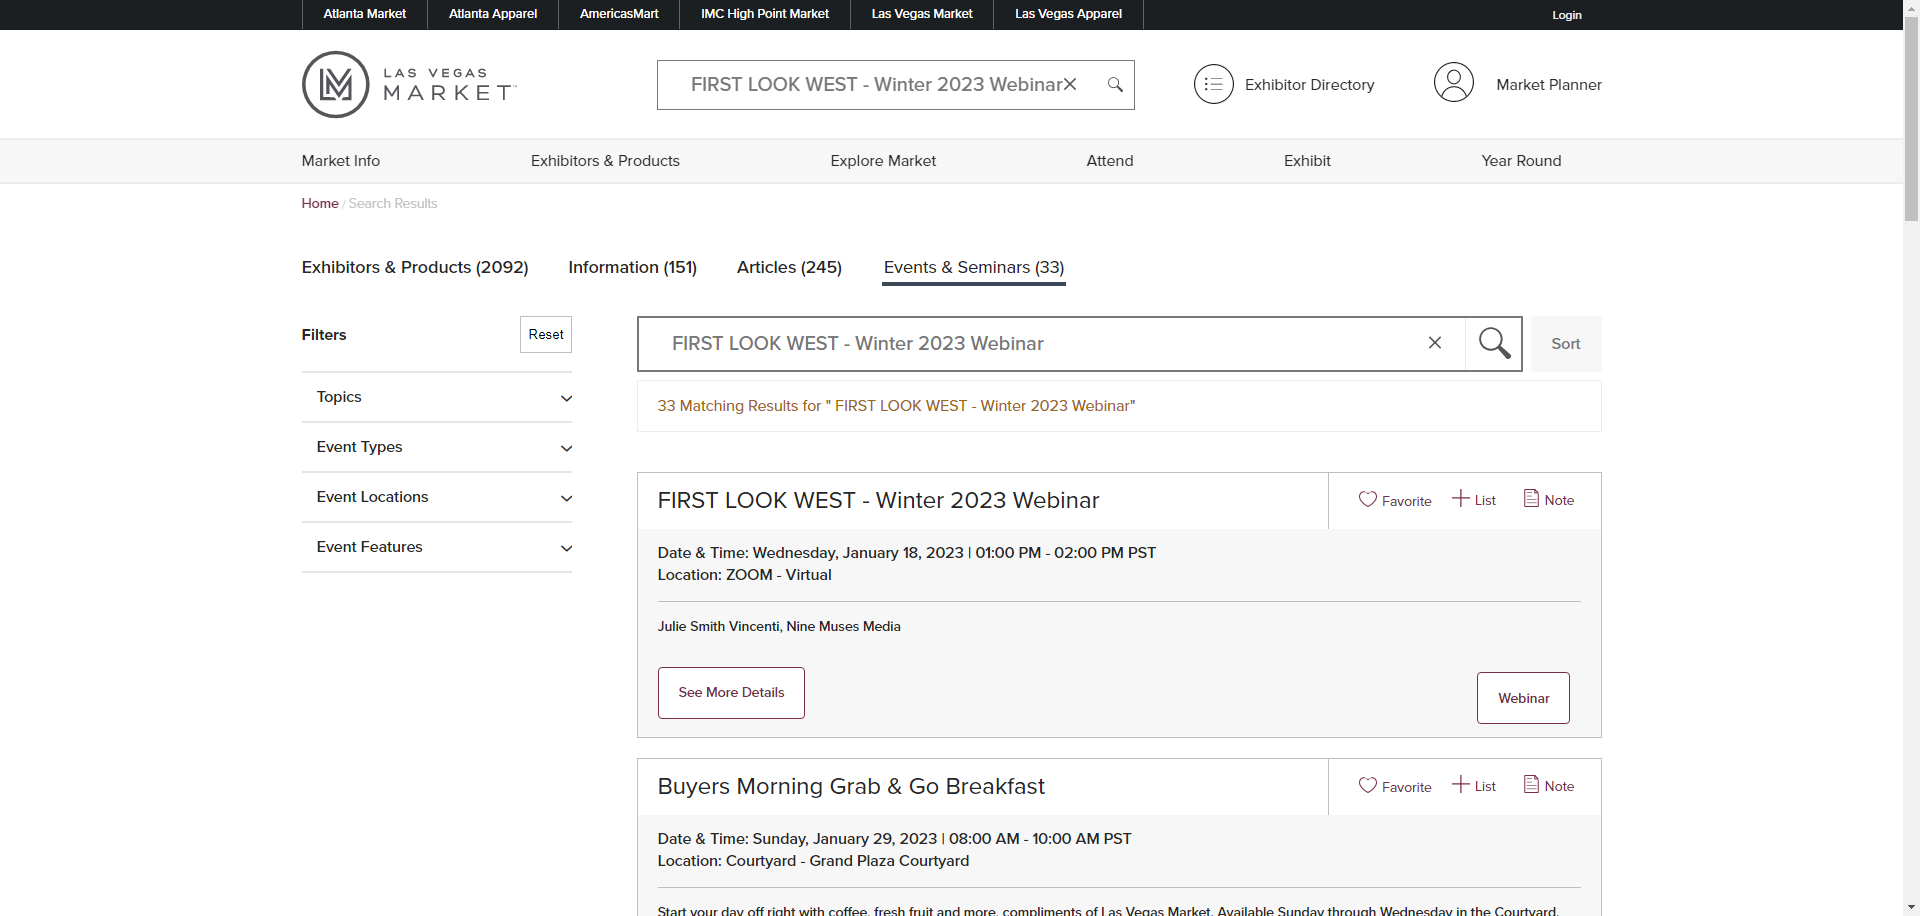 Atlanta Market
Atlanta Apparel
AmericasMart
IMC High Point Market
Las Vegas Market
Las Vegas Apparel
Login
LAS VEGAS
MARKET
FIRST LOOK WEST - Winter 2023 Webinar
Exhibitor Directory
Market Planner
Market Info
Exhibitors & Products
Explore Market
Attend
Exhibit
Year Round
Home / Search Results
Exhibitors & Products (2092)
Information (151)
Articles (245)
Events & Seminars (33)
Filters
Reset
Topics
Event Types
Event Locations
Event Features
FIRST LOOK WEST - Winter 2023 Webinar
Sort
33 Matching Results for " FIRST LOOK WEST - Winter 2023 Webinar"
FIRST LOOK WEST - Winter 2023 Webinar
Favorite
List
Note
Date & Time: Wednesday, January 18, 2023 | 01:00 PM - 02:00 PM PST
Location: ZOOM - Virtual
Julie Smith Vincenti, Nine Muses Media
See More Details
Webinar
Buyers Morning Grab & Go Breakfast
Favorite
List
Note
Date & Time: Sunday, January 29, 2023 | 08:00 AM - 10:00 AM PST
Location: Courtyard - Grand Plaza Courtyard
Start your day off right with coffee, fresh fruit and more, compliments of Las Vegas Market. Available Sunday through Wednesday in the Courtyard.